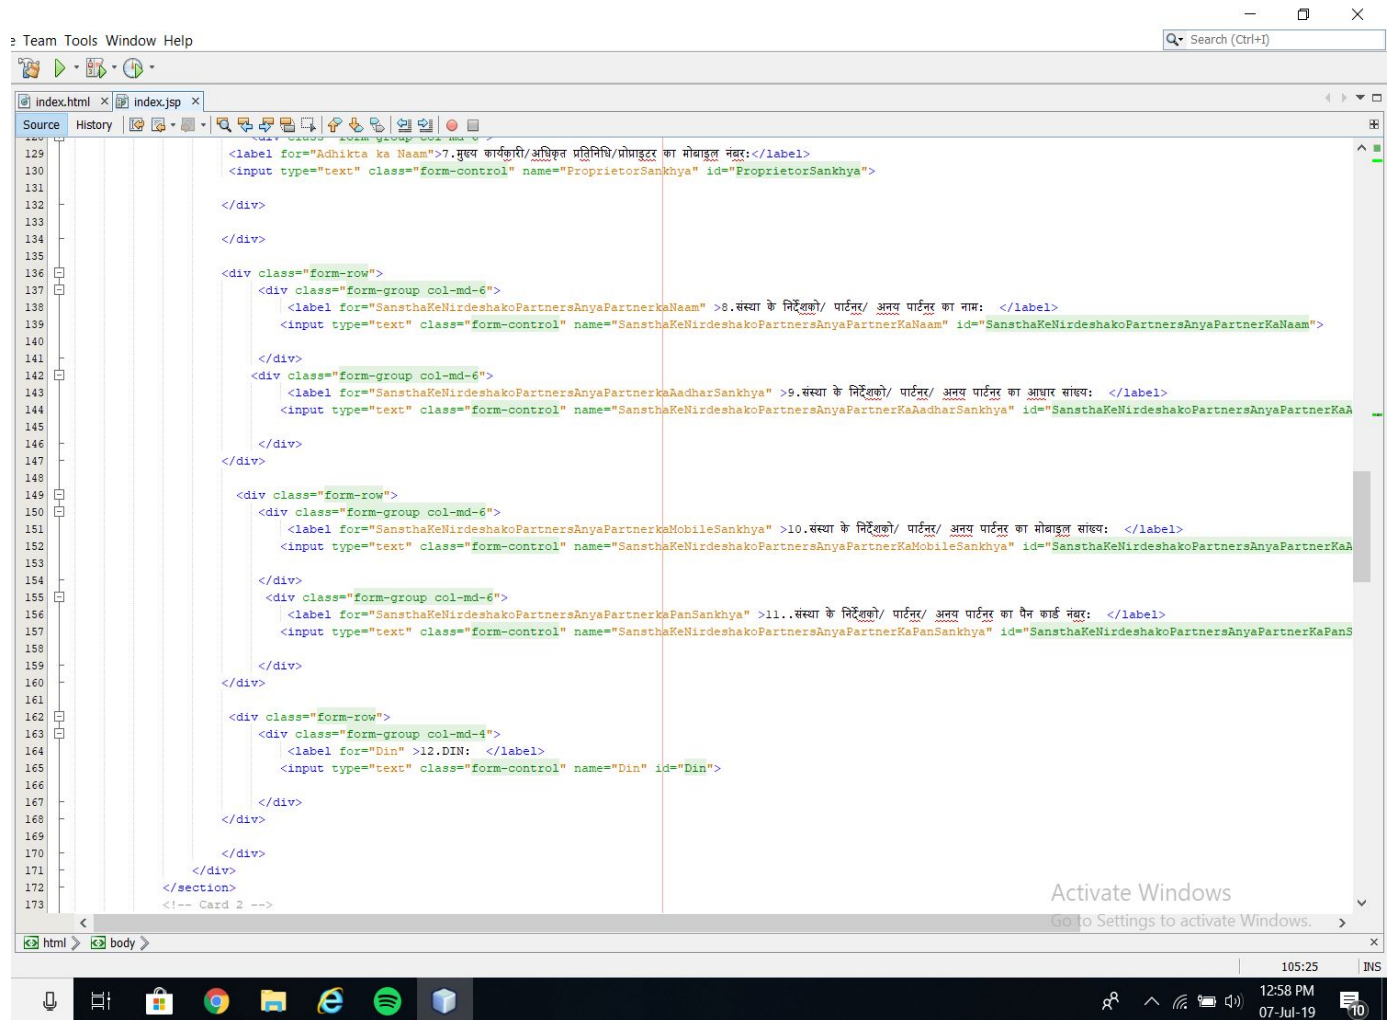 e Team Tools Window Help
Search (Ctrl+I)
index.html × index.jsp ×
Source History
129 <label for="Adhikta ka Naam">7.मुख्य कार्यकारी/अधिकृत प्रतिनिधि/प्रोप्राइटर का मोबाइल नंबर:</label>
130 <input type="text" class="form-control" name="ProprietorSankhya" id="ProprietorSankhya">
131
132 </div>
133
134 </div>
135
136 <div class="form-row">
137 <div class="form-group col-md-6">
138 <label for="SansthaKeNirdeshakoPartnersAnyaPartnerkaNaam" >8.संस्था के निर्देशको/ पार्टनर/ अनय पार्टनर का नाम: </label>
139 <input type="text" class="form-control" name="SansthaKeNirdeshakoPartnersAnyaPartnerKaNaam" id="SansthaKeNirdeshakoPartnersAnyaPartnerKaNaam">
140
141 </div>
142 <div class="form-group col-md-6">
143 <label for="SansthaKeNirdeshakoPartnersAnyaPartnerkaAadharSankhya" >9.संस्था के निर्देशको/ पार्टनर/ अनय पार्टनर का आधार सांख्य: </label>
144 <input type="text" class="form-control" name="SansthaKeNirdeshakoPartnersAnyaPartnerKaAadharSankhya" id="SansthaKeNirdeshakoPartnersAnyaPartnerKaA
145
146 </div>
147 </div>
148
149 <div class="form-row">
150 <div class="form-group col-md-6">
151 <label for="SansthaKeNirdeshakoPartnersAnyaPartnerkaMobileSankhya" >10.संस्था के निर्देशको/ पार्टनर/ अनय पार्टनर का मोबाइल सांख्य: </label>
152 <input type="text" class="form-control" name="SansthaKeNirdeshakoPartnersAnyaPartnerKaMobileSankhya" id="SansthaKeNirdeshakoPartnersAnyaPartnerKaA
153
154 </div>
155 <div class="form-group col-md-6">
156 <label for="SansthaKeNirdeshakoPartnersAnyaPartnerkaPanSankhya" >11..संस्था के निर्देशको/ पार्टनर/ अनय पार्टनर का पैन कार्ड नंबर: </label>
157 <input type="text" class="form-control" name="SansthaKeNirdeshakoPartnersAnyaPartnerKaPanSankhya" id="SansthaKeNirdeshakoPartnersAnyaPartnerKaPanS
158
159 </div>
160 </div>
161
162 <div class="form-row">
163 <div class="form-group col-md-4">
164 <label for="Din" >12.DIN: </label>
165 <input type="text" class="form-control" name="Din" id="Din">
166
167 </div>
168 </div>
169
170 </div>
171 </div>
172 </section>
173 <!-- Card 2 -->
Activate Windows
Go to Settings to activate Windows.
html body
105:25 INS
12:58 PM
07-Jul-19
10